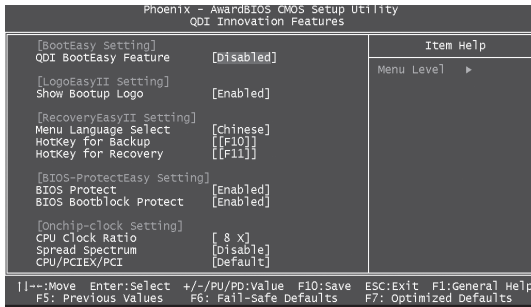 Phoenix - AwardBIOS CMOS Setup Utility
QDI Innovation Features
[BootEasy Setting]
QDI BootEasy Feature [Disabled]
[LogoEasyII Setting]
Show Bootup Logo [Enabled]
[RecoveryEasyII Setting]
Menu Language Select [Chinese]
HotKey for Backup [[F10]]
HotKey for Recovery [[F11]]
[BIOS-ProtectEasy Setting]
BIOS Protect [Enabled]
BIOS Bootblock Protect [Enabled]
[Onchip-clock Setting]
CPU Clock Ratio [ 8 X]
Spread Spectrum [Disable]
CPU/PCIEX/PCI [Default]
Item Help
Menu Level ►
||→←:Move Enter:Select +/-/PU/PD:Value F10:Save ESC:Exit F1:General Help
F5: Previous Values F6: Fail-Safe Defaults F7: Optimized Defaults